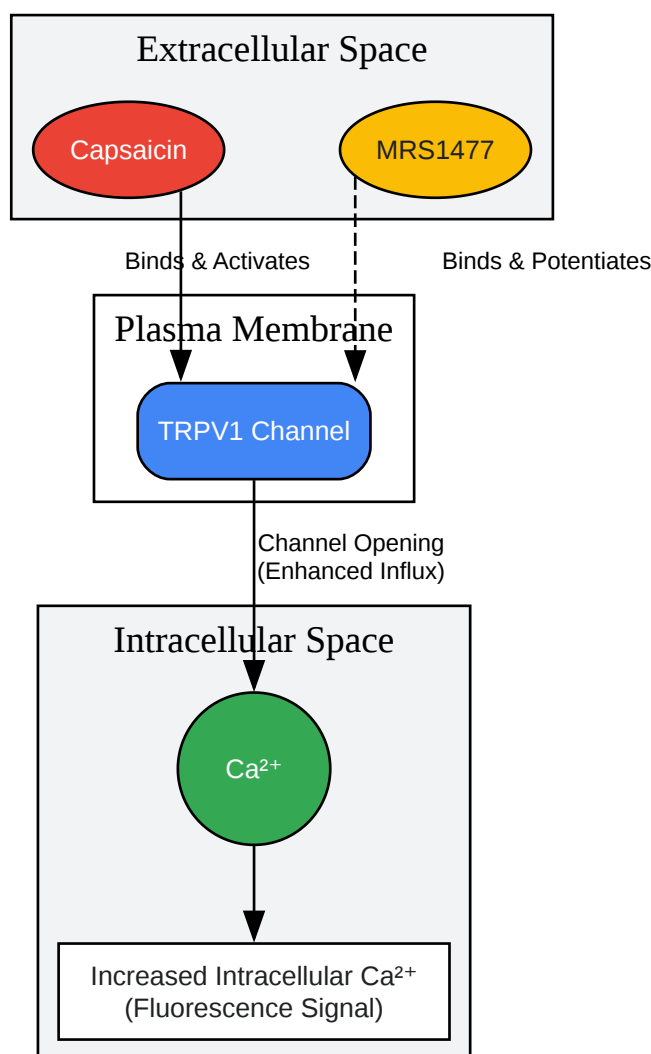 Extracellular Space
Capsaicin
MRS1477
Binds & Activates
Binds & Potentiates
Plasma Membrane
TRPV1 Channel
Channel Opening
(Enhanced Influx)
Intracellular Space
Ca²⁺
Increased Intracellular Ca²⁺
(Fluorescence Signal)